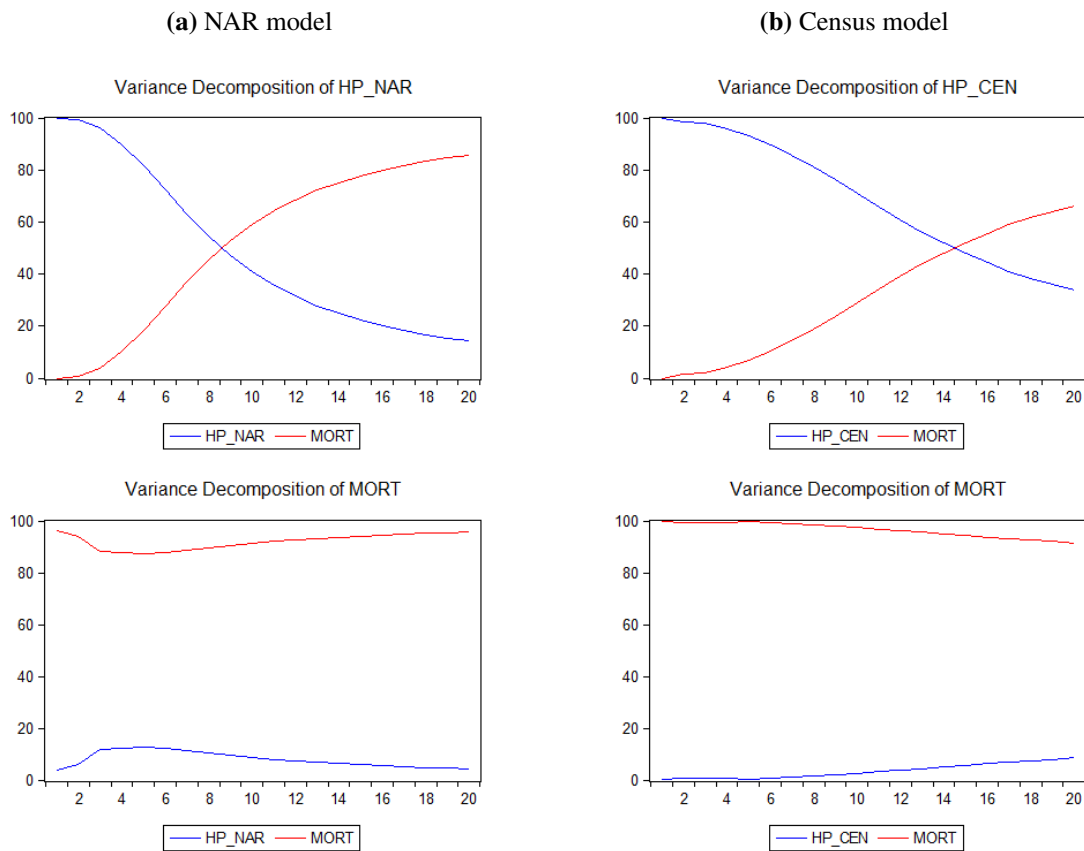 (a) NAR model
Variance Decomposition of HP_NAR
100
80
60
40
20
0
2 4 6 8 10 12 14 16 18 20
HP_NAR MORT
Variance Decomposition of MORT
100
80
60
40
20
0
2 4 6 8 10 12 14 16 18 20
HP_NAR MORT
(b) Census model
Variance Decomposition of HP_CEN
100
80
60
40
20
0
2 4 6 8 10 12 14 16 18 20
HP_CEN MORT
Variance Decomposition of MORT
100
80
60
40
20
0
2 4 6 8 10 12 14 16 18 20
HP_CEN MORT